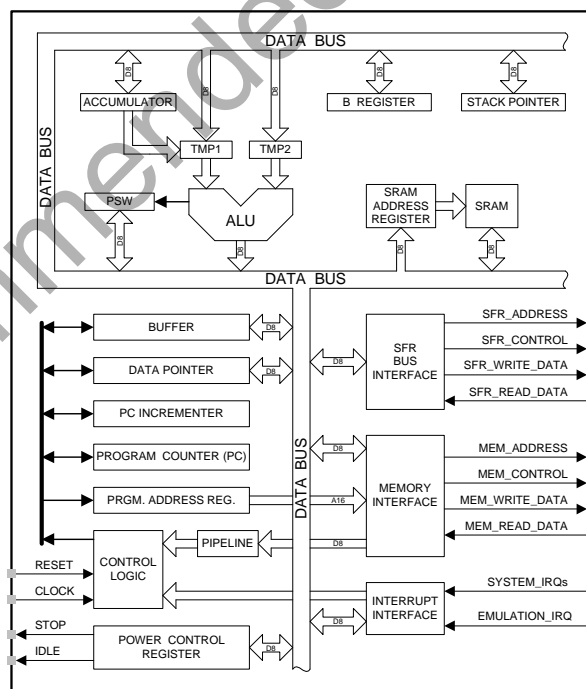 DATA BUS
D8
D8
D8
D8
D8
ACCUMULATOR
B REGISTER
STACK POINTER
DATA BUS
TMP1
TMP2
PSW
ALU
SRAM
ADDRESS
REGISTER
SRAM
D8
D8
D8
D8
DATA BUS
BUFFER
D8
DATA POINTER
D8
PC INCREMENTER
PROGRAM COUNTER (PC)
PRGM. ADDRESS REG.
A16
DATA BUS
D8
SFR
BUS
INTERFACE
SFR_ADDRESS
SFR_CONTROL
SFR_WRITE_DATA
SFR_READ_DATA
D8
MEMORY
INTERFACE
MEM_ADDRESS
MEM_CONTROL
MEM_WRITE_DATA
MEM_READ_DATA
RESET
CLOCK
CONTROL
LOGIC
PIPELINE
D8
INTERRUPT
INTERFACE
SYSTEM_IRQs
EMULATION_IRQ
D8
STOP
IDLE
POWER CONTROL
REGISTER
D8